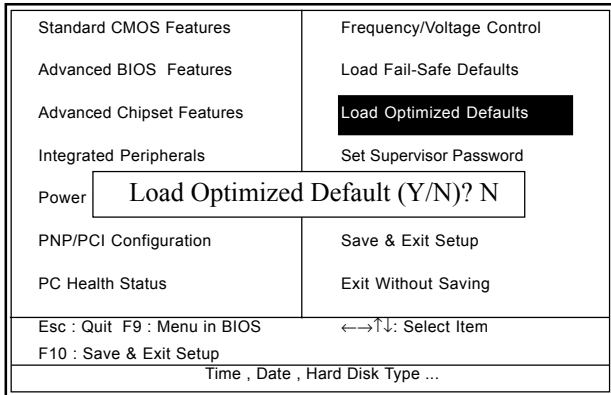 Standard CMOS Features
Frequency/Voltage Control
Advanced BIOS Features
Load Fail-Safe Defaults
Advanced Chipset Features
Load Optimized Defaults
Integrated Peripherals
Set Supervisor Password
Power
Load Optimized Default (Y/N)? N
PNP/PCI Configuration
Save & Exit Setup
PC Health Status
Exit Without Saving
Esc : Quit F9 : Menu in BIOS
←→↑↓: Select Item
F10 : Save & Exit Setup
Time , Date , Hard Disk Type ...